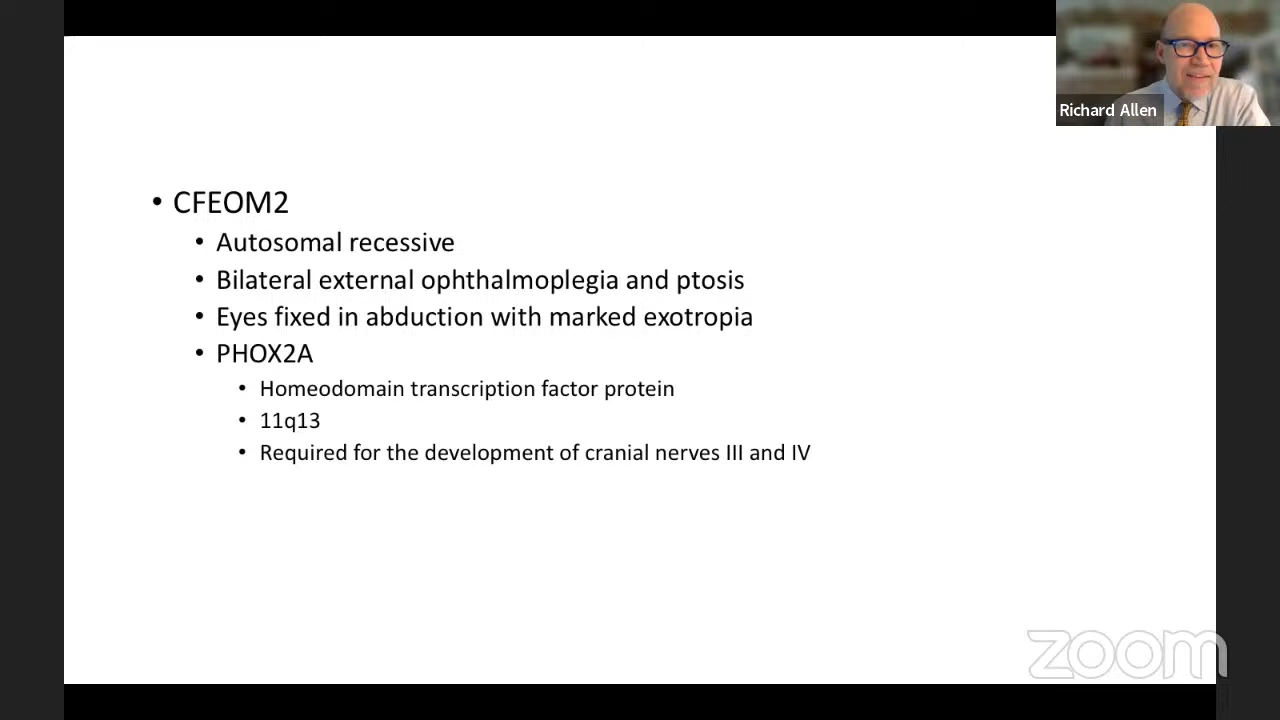 Richard Allen
• CFEOM2
• Autosomal recessive
• Bilateral external ophthalmoplegia and ptosis
• Eyes fixed in abduction with marked exotropia
• PHOX2A
• Homeodomain transcription factor protein
• 11q13
• Required for the development of cranial nerves III and IV
zoom